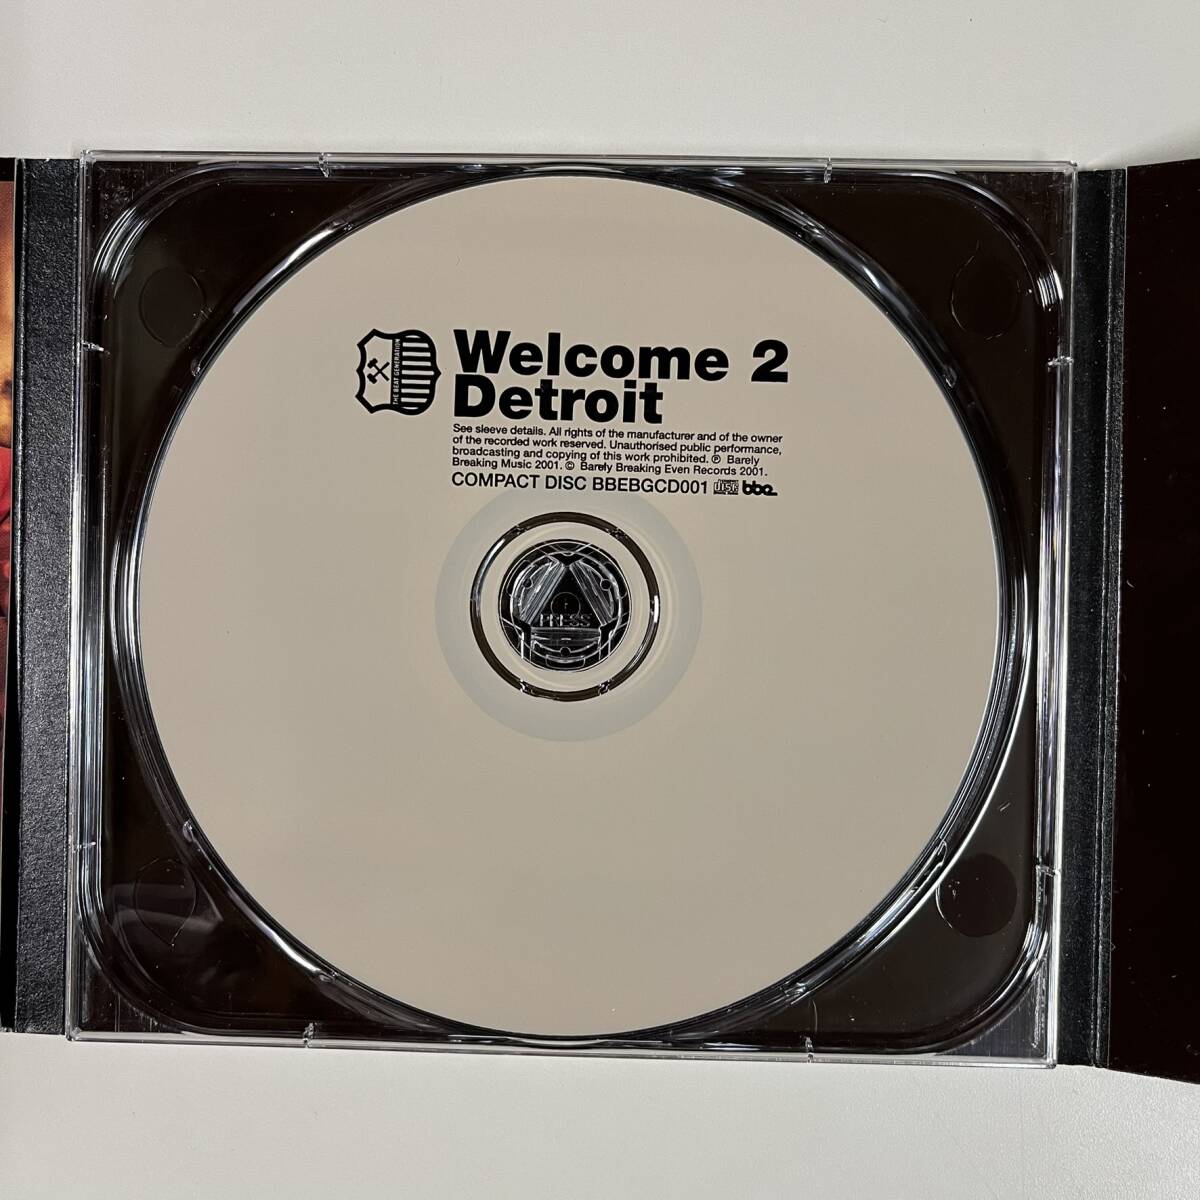 THE BEAT GENERATION
Welcome 2
Detroit
See sleeve details. All rights of the manufacturer and of the owner
of the recorded work reserved. Unauthorised public performance,
broadcasting and copying of this work prohibited. ℗ Barely
Breaking Music 2001. © Barely Breaking Even Records 2001.
COMPACT DISC BBEBGCD001 disc bbe
PRESS